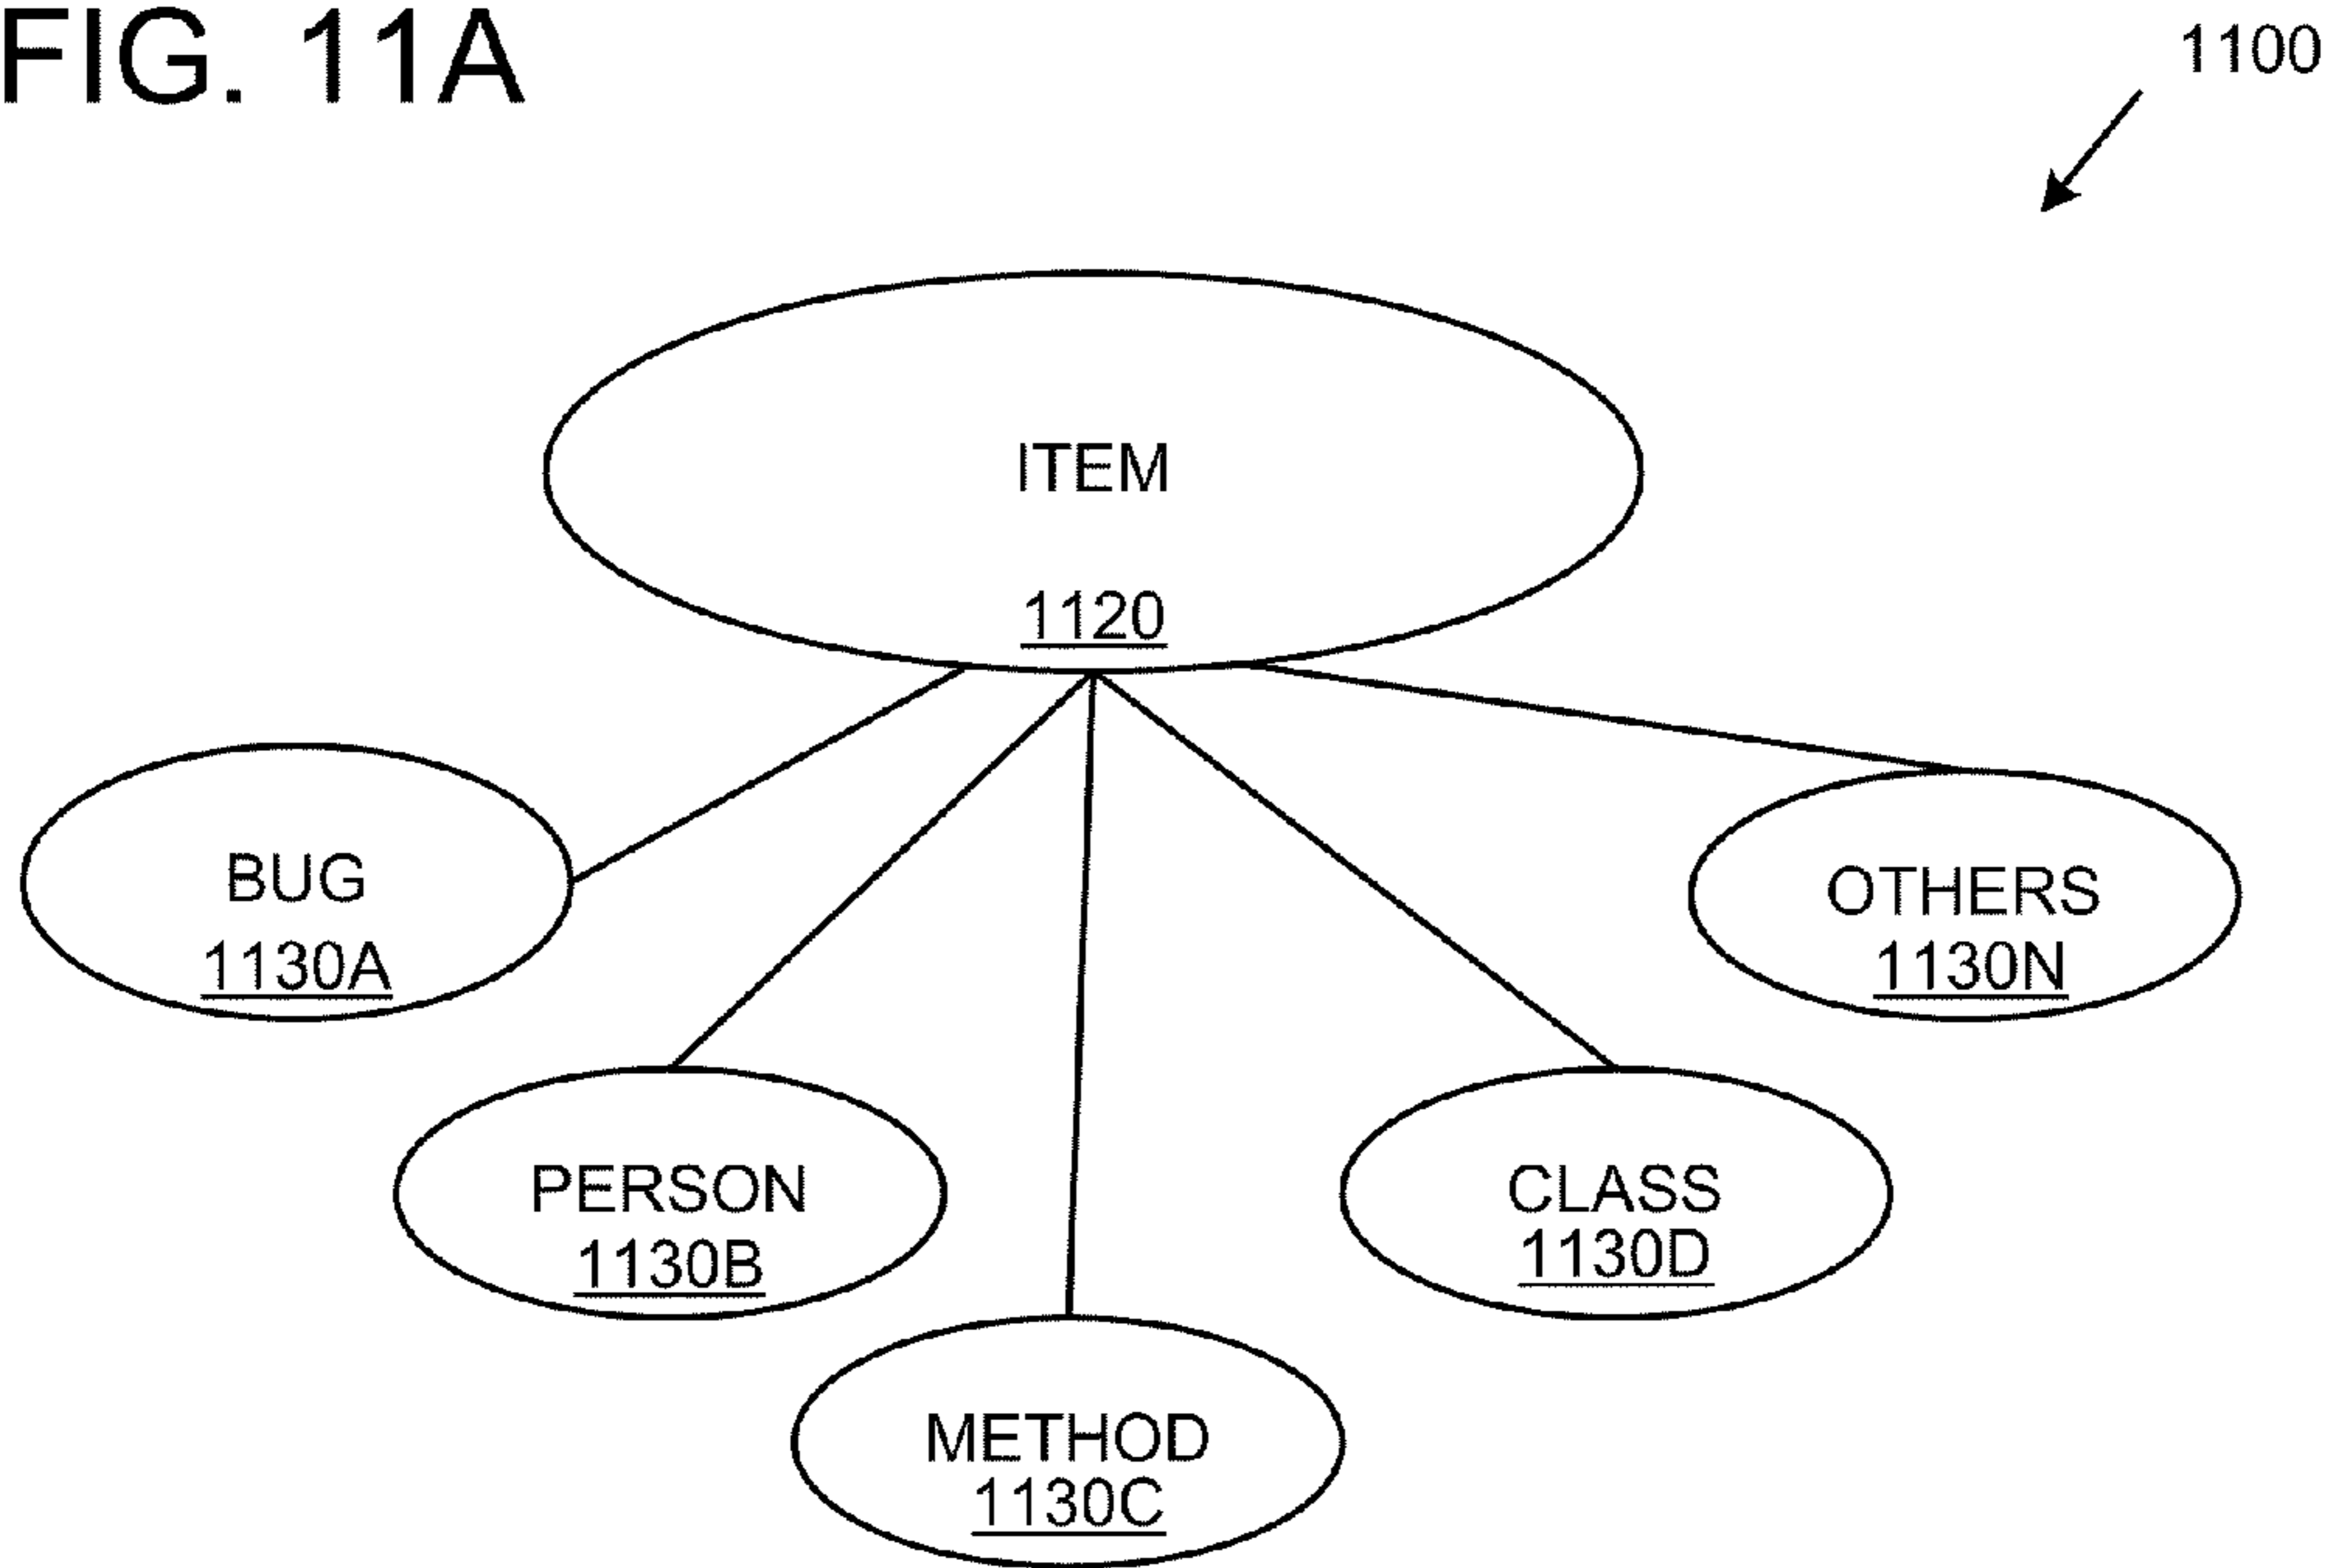 FIG. 11A
1100
ITEM
1120
BUG
1130A
OTHERS
1130N
PERSON
1130B
CLASS
1130D
METHOD
1130C